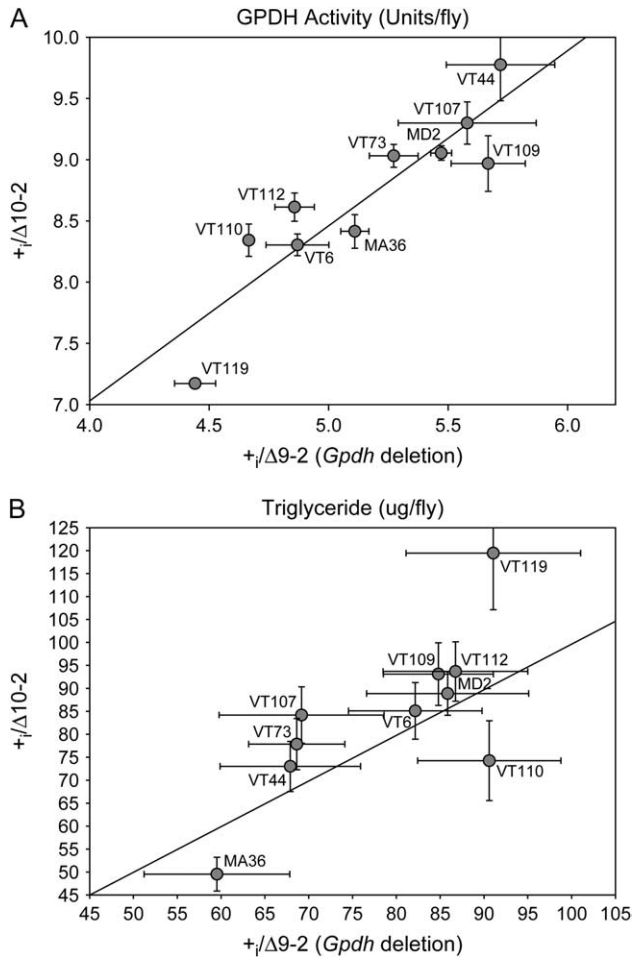 A
GPDH Activity (Units/fly)
10.0
9.5
9.0
8.5
8.0
7.5
7.0
+i/Δ10-2
VT44
VT107
MD2
VT73
VT109
VT112
VT110
VT6
MA36
VT119
4.0 4.5 5.0 5.5 6.0
+i/Δ9-2 (Gpdh deletion)
B
Triglyceride (ug/fly)
125
120
115
110
105
100
95
90
85
80
75
70
65
60
55
50
45
+i/Δ10-2
VT119
VT109 VT112
MD2
VT107
VT6
VT73
VT110
VT44
MA36
45 50 55 60 65 70 75 80 85 90 95 100 105
+i/Δ9-2 (Gpdh deletion)